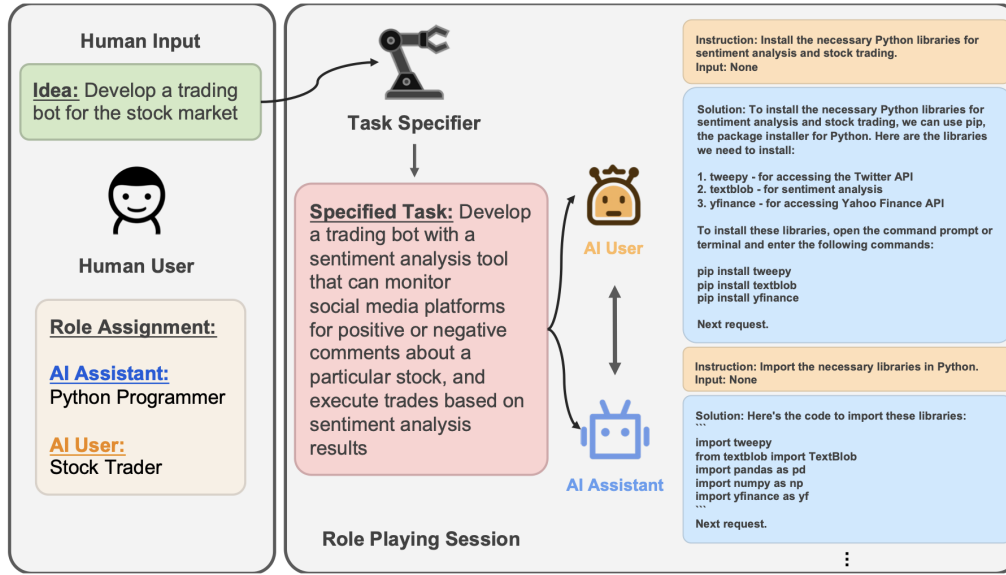 Human Input
Idea: Develop a trading
bot for the stock market
Human User
Role Assignment:
AI Assistant:
Python Programmer
AI User:
Stock Trader
Task Specifier
Specified Task: Develop
a trading bot with a
sentiment analysis tool
that can monitor
social media platforms
for positive or negative
comments about a
particular stock, and
execute trades based on
sentiment analysis
results
AI User
AI Assistant
Role Playing Session
Instruction: Install the necessary Python libraries for
sentiment analysis and stock trading.
Input: None
Solution: To install the necessary Python libraries for
sentiment analysis and stock trading, we can use pip,
the package installer for Python. Here are the libraries
we need to install:
1. tweepy - for accessing the Twitter API
2. textblob - for sentiment analysis
3. yfinance - for accessing Yahoo Finance API
To install these libraries, open the command prompt or
terminal and enter the following commands:
pip install tweepy
pip install textblob
pip install yfinance
Next request.
Instruction: Import the necessary libraries in Python.
Input: None
Solution: Here's the code to import these libraries:
```
import tweepy
from textblob import TextBlob
import pandas as pd
import numpy as np
import yfinance as yf
```
Next request.
⋮